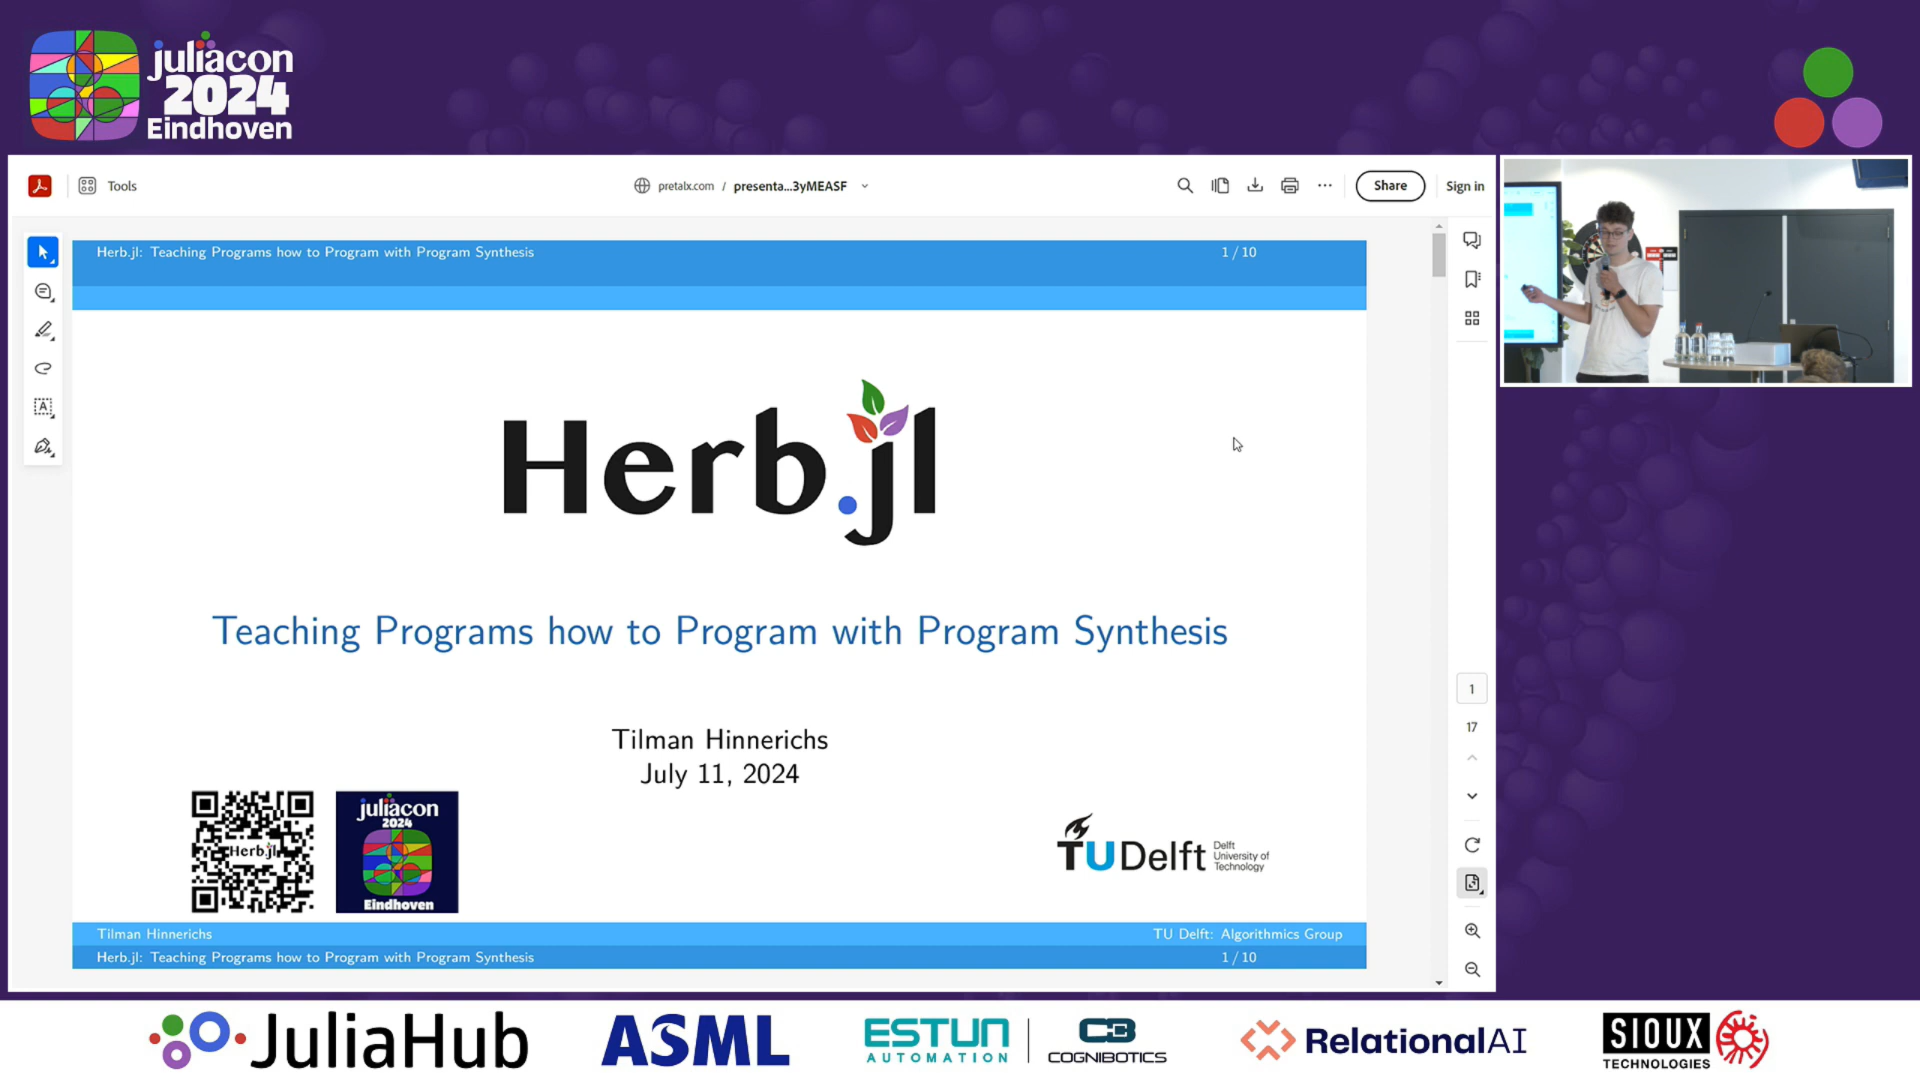 juliacon
2024
Eindhoven
Tools
pretalx.com / presenta...3yMEASF
Share
Sign in
Herb.jl: Teaching Programs how to Program with Program Synthesis 1 / 10
Herb.jl
Teaching Programs how to Program with Program Synthesis
Tilman Hinnerichs
July 11, 2024
Herb.jl
juliacon
2024
Eindhoven
TUDelft Delft
University of
Technology
Tilman Hinnerichs TU Delft: Algorithmics Group
Herb.jl: Teaching Programs how to Program with Program Synthesis 1 / 10
1
17
JuliaHub
ASML
ESTUN
AUTOMATION
COGNIBOTICS
RelationalAI
SIOUX
TECHNOLOGIES